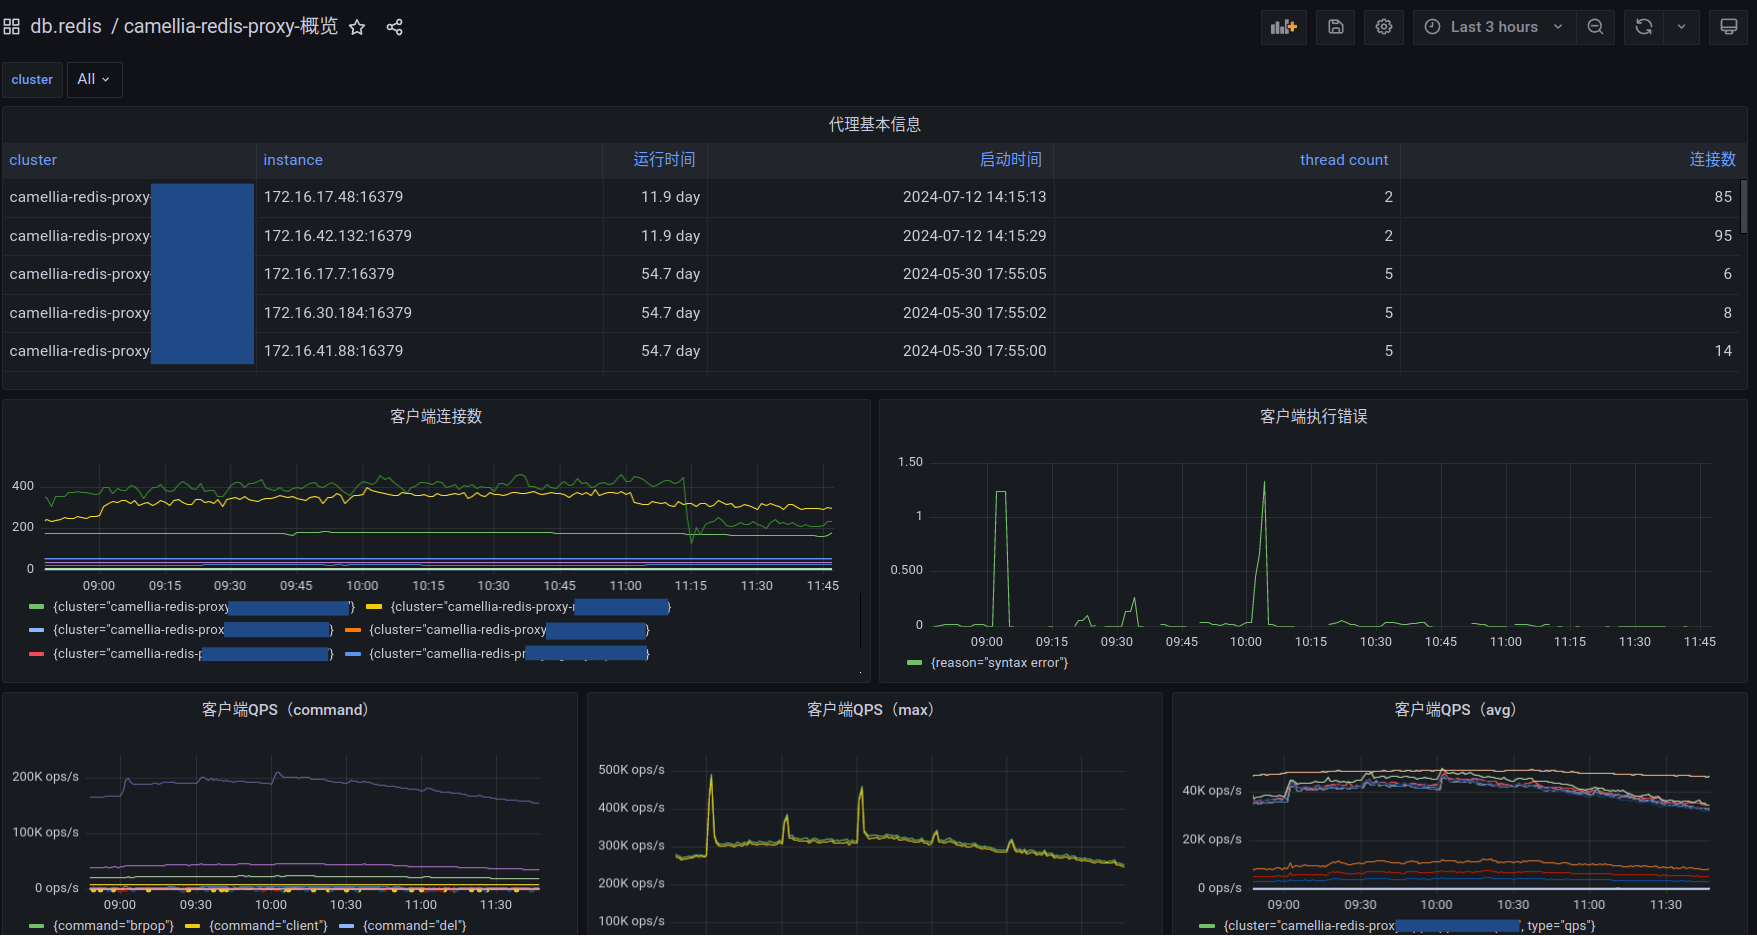 db.redis / camellia-redis-proxy-概览
Last 3 hours
cluster All
代理基本信息
cluster instance 运行时间 启动时间 thread count 连接数
camellia-redis-proxy- 172.16.17.48:16379 11.9 day 2024-07-12 14:15:13 2 85
camellia-redis-proxy- 172.16.42.132:16379 11.9 day 2024-07-12 14:15:29 2 95
camellia-redis-proxy- 172.16.17.7:16379 54.7 day 2024-05-30 17:55:05 5 6
camellia-redis-proxy- 172.16.30.184:16379 54.7 day 2024-05-30 17:55:02 5 8
camellia-redis-proxy- 172.16.41.88:16379 54.7 day 2024-05-30 17:55:00 5 14
客户端连接数
400
200
0
09:00 09:15 09:30 09:45 10:00 10:15 10:30 10:45 11:00 11:15 11:30 11:45
{cluster="camellia-redis-proxy "} {cluster="camellia-redis-proxy- }
{cluster="camellia-redis-prox } {cluster="camellia-redis-proxy }
{cluster="camellia-redis-p } {cluster="camellia-redis-pr }
客户端执行错误
1.50
1
0.500
0
09:00 09:15 09:30 09:45 10:00 10:15 10:30 10:45 11:00 11:15 11:30 11:45
{reason="syntax error"}
客户端QPS（command）
200K ops/s
100K ops/s
0 ops/s
09:00 09:30 10:00 10:30 11:00 11:30
{command="brpop"} {command="client"} {command="del"}
客户端QPS（max）
500K ops/s
400K ops/s
300K ops/s
200K ops/s
100K ops/s
客户端QPS（avg）
40K ops/s
20K ops/s
0 ops/s
09:00 09:30 10:00 10:30 11:00 11:30
{cluster="camellia-redis-prox ", type="qps"}